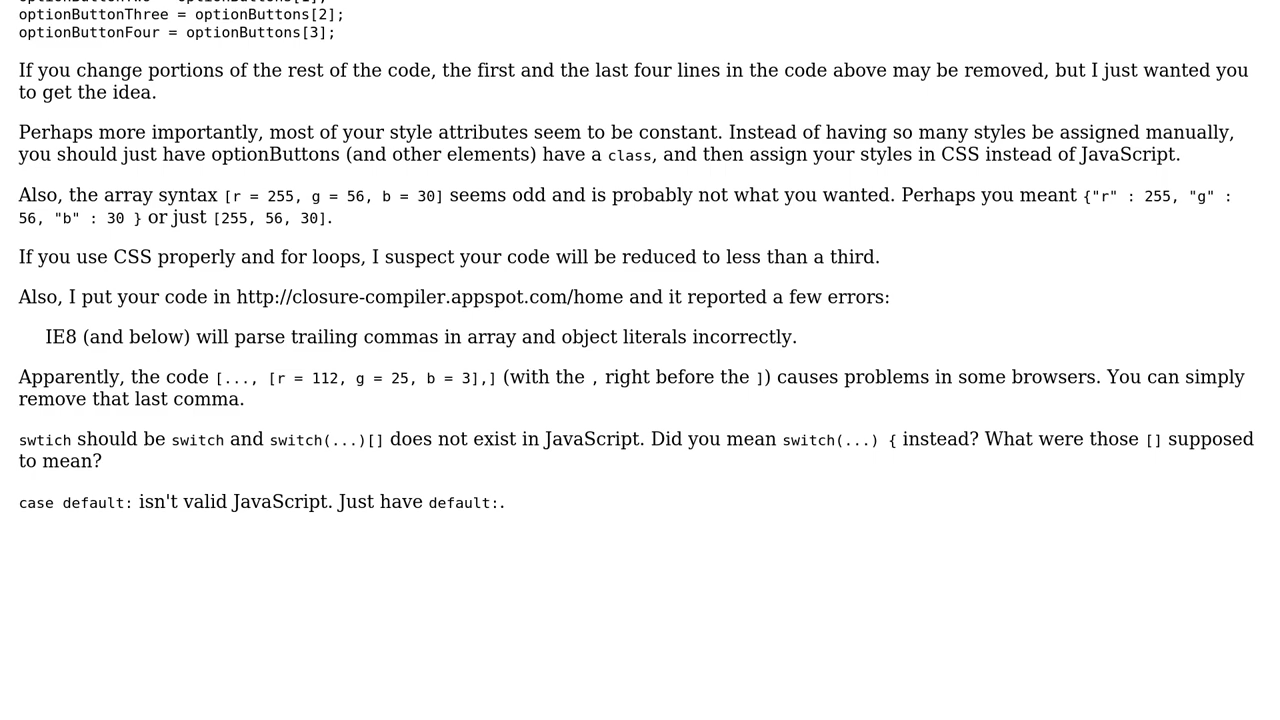 optionButtonThree = optionButtons[2];
optionButtonFour = optionButtons[3];
If you change portions of the rest of the code, the first and the last four lines in the code above may be removed, but I just wanted you
to get the idea.
Perhaps more importantly, most of your style attributes seem to be constant. Instead of having so many styles be assigned manually,
you should just have optionButtons (and other elements) have a class, and then assign your styles in CSS instead of JavaScript.
Also, the array syntax [r = 255, g = 56, b = 30] seems odd and is probably not what you wanted. Perhaps you meant {"r" : 255, "g" :
56, "b" : 30 } or just [255, 56, 30].
If you use CSS properly and for loops, I suspect your code will be reduced to less than a third.
Also, I put your code in http://closure-compiler.appspot.com/home and it reported a few errors:
IE8 (and below) will parse trailing commas in array and object literals incorrectly.
Apparently, the code [..., [r = 112, g = 25, b = 3],] (with the , right before the ]) causes problems in some browsers. You can simply
remove that last comma.
swtich should be switch and switch(...)[] does not exist in JavaScript. Did you mean switch(...) { instead? What were those [] supposed
to mean?
case default: isn't valid JavaScript. Just have default:.